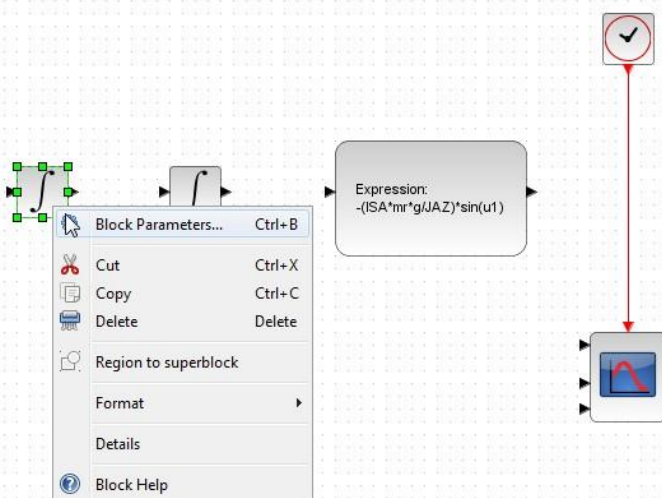 Expression:
-(ISA*mr*g/JAZ)*sin(u1)
Block Parameters... Ctrl+B
Cut Ctrl+X
Copy Ctrl+C
Delete Delete
Region to superblock
Format
Details
Block Help